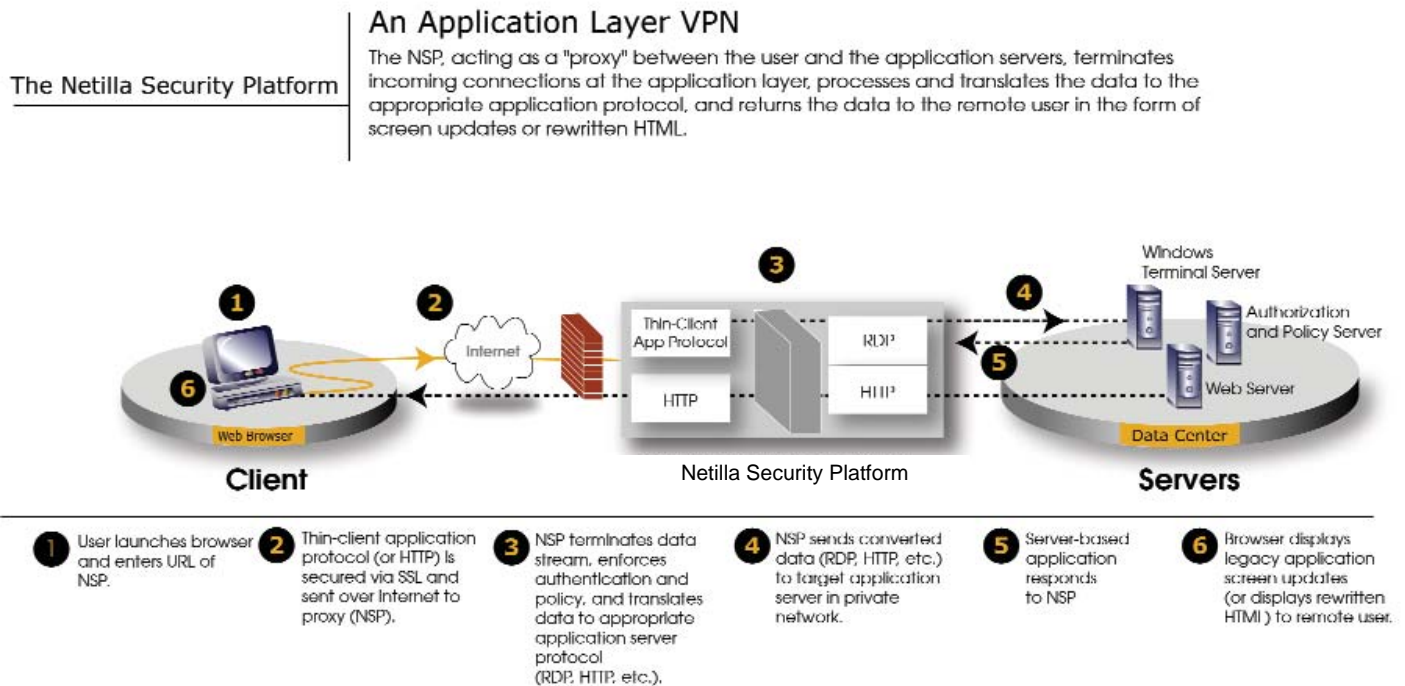 The Netilla Security Platform
An Application Layer VPN
The NSP, acting as a "proxy" between the user and the application servers, terminates
incoming connections at the application layer, processes and translates the data to the
appropriate application protocol, and returns the data to the remote user in the form of
screen updates or rewritten HTML.
1
2
3
4
5
6
Internet
Thin-Client
App Protocol
HTTP
RDP
HTTP
Windows
Terminal Server
Authorization
and Policy Server
Web Server
Web Browser
Data Center
Client
Netilla Security Platform
Servers
1
User launches browser
and enters URL of
NSP.
2
Thin-client application
protocol (or HTTP) is
secured via SSL and
sent over Internet to
proxy (NSP).
3
NSP terminates data
stream, enforces
authentication and
policy, and translates
data to appropriate
application server
protocol
(RDP, HTTP, etc.).
4
NSP sends converted
data (RDP, HTTP, etc.)
to target application
server in private
network.
5
Server-based
application
responds
to NSP
6
Browser displays
legacy application
screen updates
(or displays rewritten
HTML) to remote user.